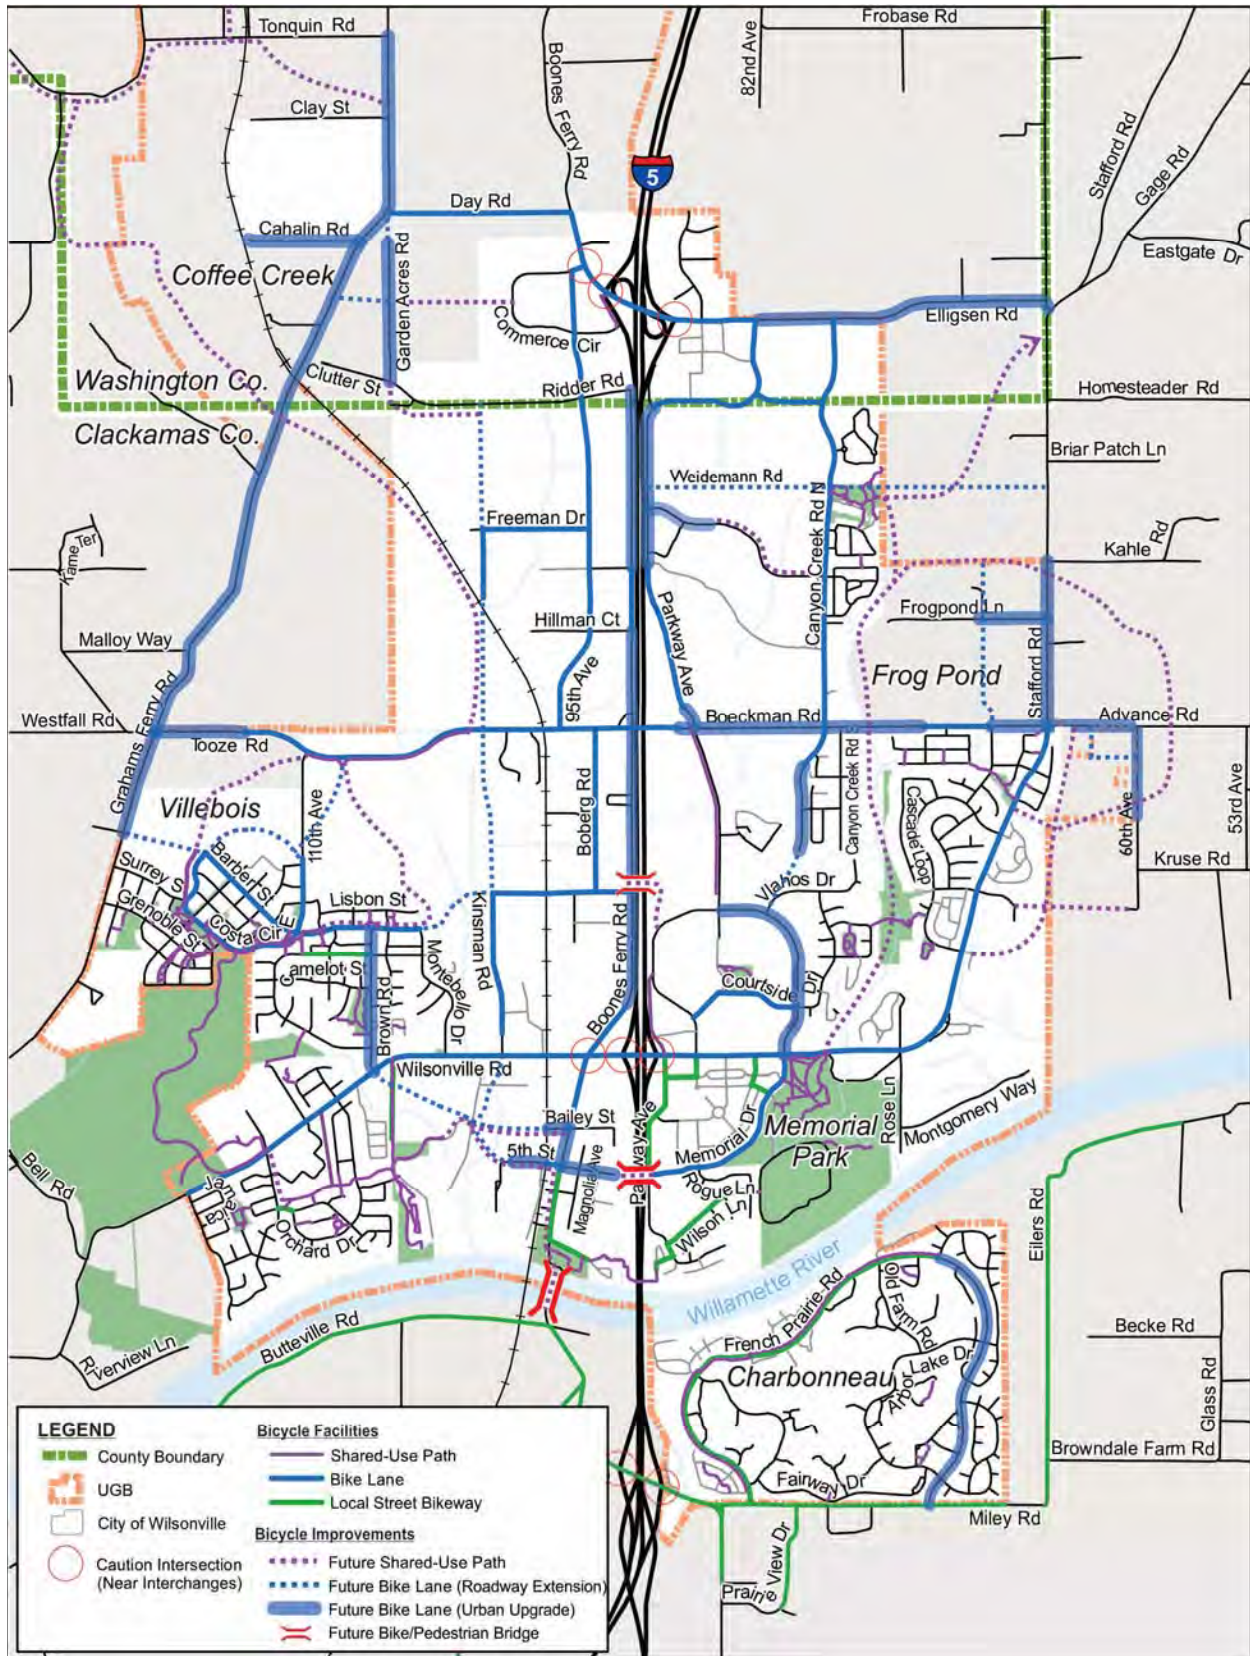 Frobase Rd
Tonquin Rd
Boones Ferry Rd
82nd Ave
Clay St
5
Stafford Rd
Gage Rd
Day Rd
Cahalin Rd
Eastgate Dr
Coffee Creek
Garden Acres Rd
Commerce Cir
Elligsen Rd
Washington Co.
Clutter St
Ridder Rd
Homesteader Rd
Clackamas Co.
Briar Patch Ln
Weidemann Rd
Canyon Creek Rd N
Freeman Dr
Kame Ter
Kahle Rd
Frogpond Ln
Hillman Ct
Parkway Ave
Malloy Way
Stafford Rd
Frog Pond
95th Ave
Grahams Ferry Rd
Westfall Rd
Boeckman Rd
Advance Rd
Tooze Rd
Canyon Creek Rd S
Villebois
110th Ave
Boberg Rd
Cascade Loop
60th Ave
53rd Ave
Surrey St
Barber St
Kruse Rd
Vlahos Dr
Grenoble St
Lisbon St
Costa Cir E
Kinsman Rd
Boones Ferry Rd
Camelot St
Montebello Dr
Courtside Dr
Brown Rd
Wilsonville Rd
Rose Ln
Montgomery Way
Bailey St
Parkway Ave
Memorial Dr
Memorial
Park
5th St
Magnolia Ave
Bell Rd
Jamaica
Rogue Ln
Wilson Ln
Orchard Dr
Eilers Rd
Willamette River
French Prairie Rd
Old Farm Rd
Riverview Ln
Butteville Rd
Becke Rd
Charbonneau
Arbor Lake Dr
Glass Rd
Browndale Farm Rd
Fairway Dr
Miley Rd
Prairie View Dr
LEGEND
County Boundary
UGB
City of Wilsonville
Caution Intersection
(Near Interchanges)
Bicycle Facilities
Shared-Use Path
Bike Lane
Local Street Bikeway
Bicycle Improvements
Future Shared-Use Path
Future Bike Lane (Roadway Extension)
Future Bike Lane (Urban Upgrade)
Future Bike/Pedestrian Bridge